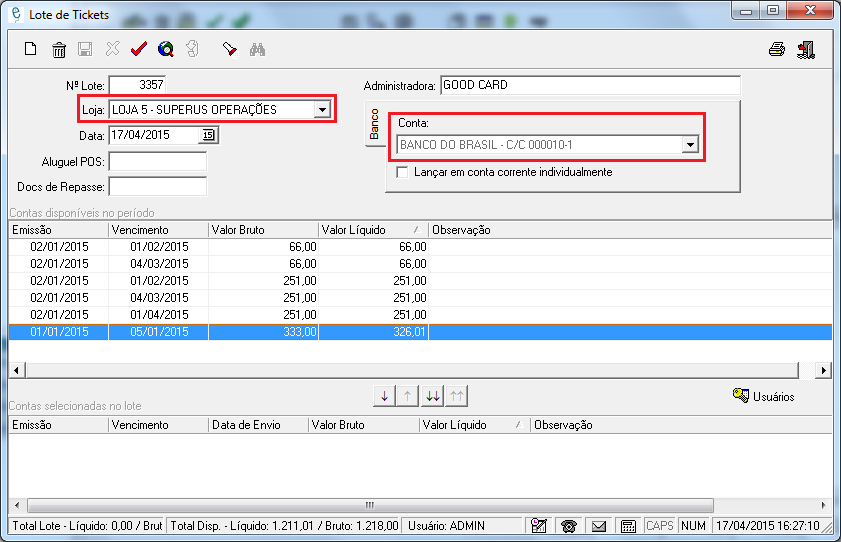 Lote de Tickets
Nº Lote: 3357
Administradora: GOOD CARD
Loja: LOJA 5 - SUPERUS OPERAÇÕES
Banco
Conta:
Data: 17/04/2015 15
BANCO DO BRASIL - C/C 000010-1
Aluguel POS:
Lançar em conta corrente individualmente
Docs de Repasse:
Contas disponíveis no período
Emissão Vencimento Valor Bruto Valor Líquido Observação
02/01/2015 01/02/2015 66,00 66,00
02/01/2015 04/03/2015 66,00 66,00
02/01/2015 01/02/2015 251,00 251,00
02/01/2015 04/03/2015 251,00 251,00
02/01/2015 01/04/2015 251,00 251,00
01/01/2015 05/01/2015 333,00 326,01
Usuários
Contas selecionadas no lote
Emissão Vencimento Data de Envio Valor Bruto Valor Líquido Observação
Total Lote - Líquido: 0,00 / Brut Total Disp. - Líquido: 1.211,01 / Bruto: 1.218,00 Usuário: ADMIN CAPS NUM 17/04/2015 16:27:10